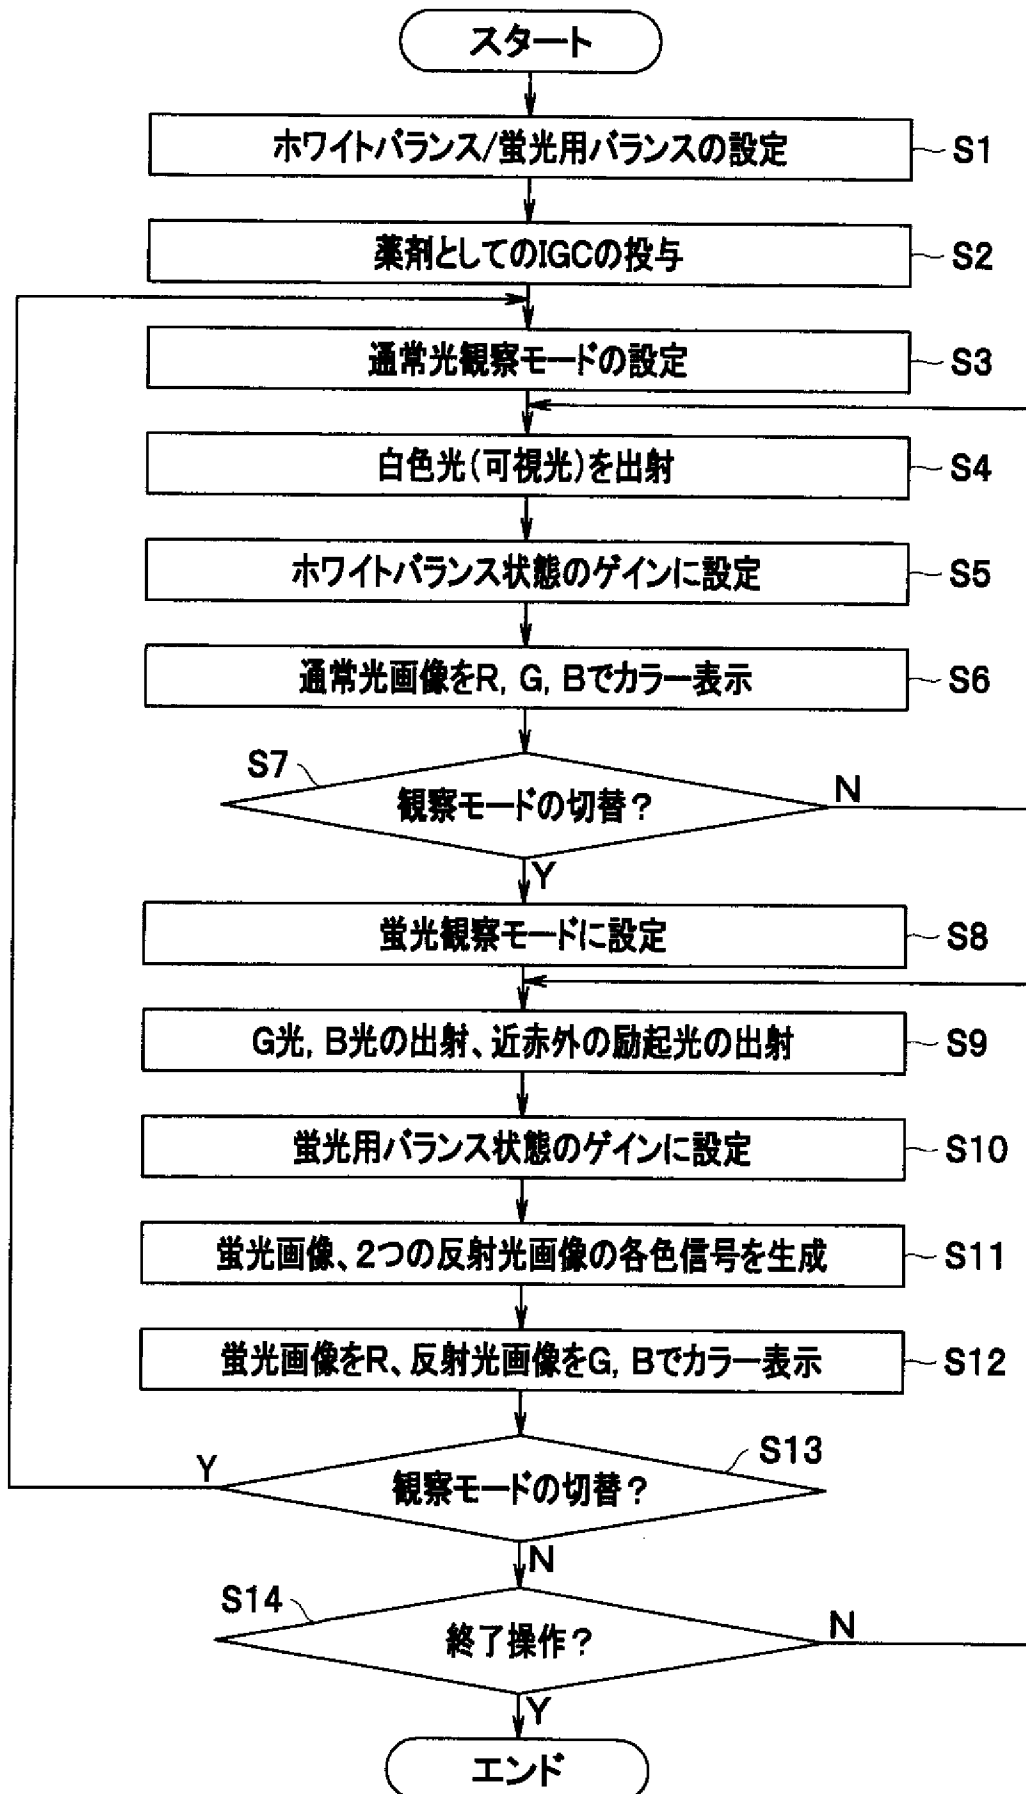 スタート
ホワイトバランス/蛍光用バランスの設定
S1
薬剤としてのIGCの投与
S2
通常光観察モードの設定
S3
白色光(可視光)を出射
S4
ホワイトバランス状態のゲインに設定
S5
通常光画像をR, G, Bでカラー表示
S6
S7
観察モードの切替?
N
Y
蛍光観察モードに設定
S8
G光, B光の出射、近赤外の励起光の出射
S9
蛍光用バランス状態のゲインに設定
S10
蛍光画像、2つの反射光画像の各色信号を生成
S11
蛍光画像をR、反射光画像をG, Bでカラー表示
S12
S13
Y
観察モードの切替?
N
S14
終了操作?
N
Y
エンド